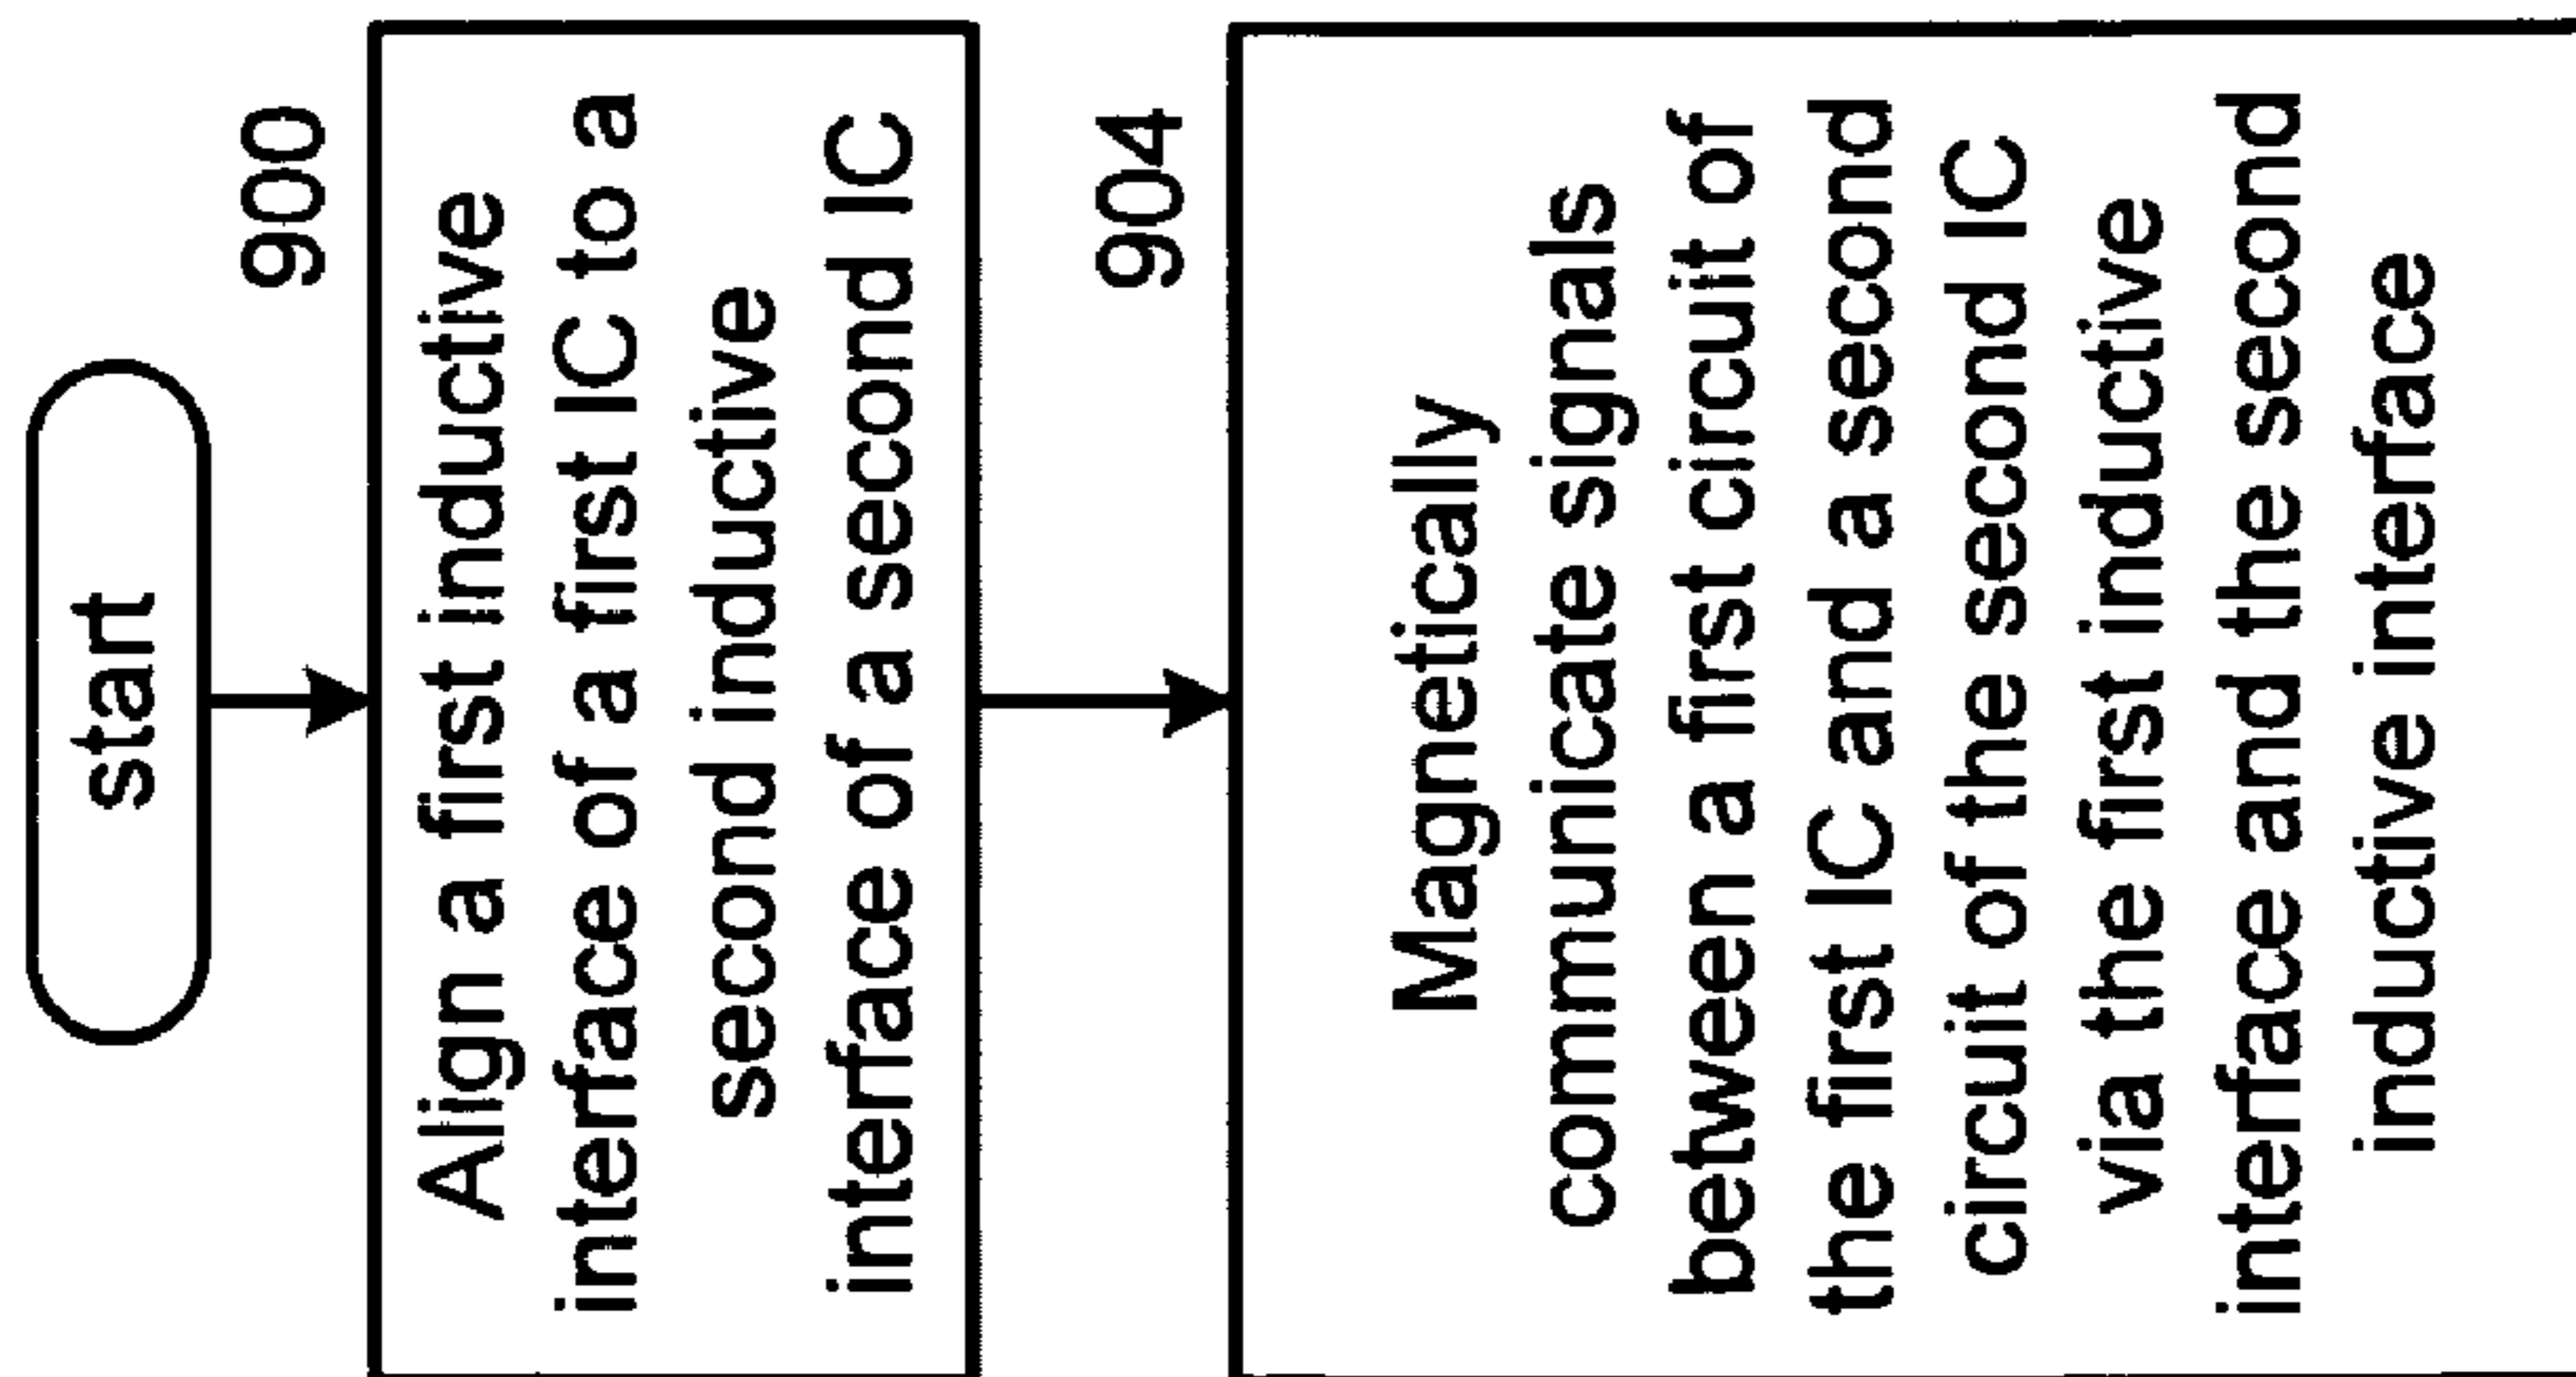 start
900
Align a first inductive
interface of a first IC to a
second inductive
interface of a second IC
904
Magnetically
communicate signals
between a first circuit of
the first IC and a second
circuit of the second IC
via the first inductive
interface and the second
inductive interface